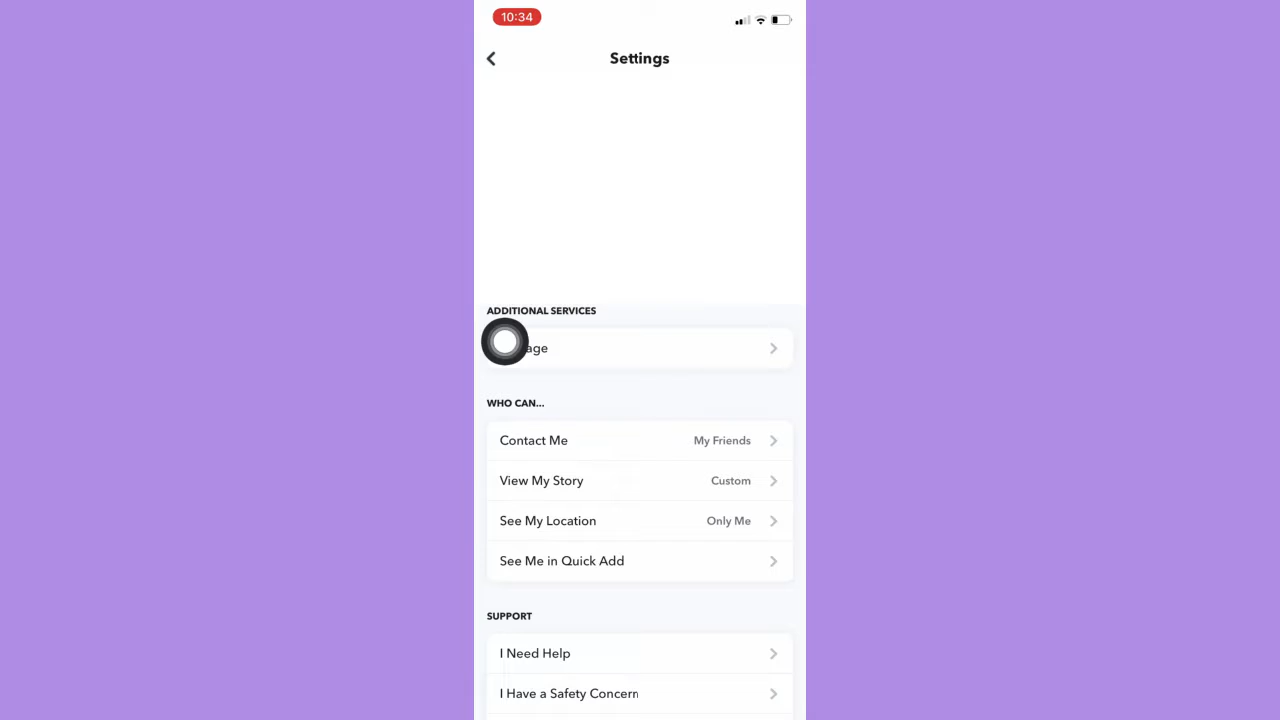 10:34
Settings
ADDITIONAL SERVICES
WHO CAN...
Contact Me My Friends
View My Story Custom
See My Location Only Me
See Me in Quick Add
SUPPORT
I Need Help
I Have a Safety Concern